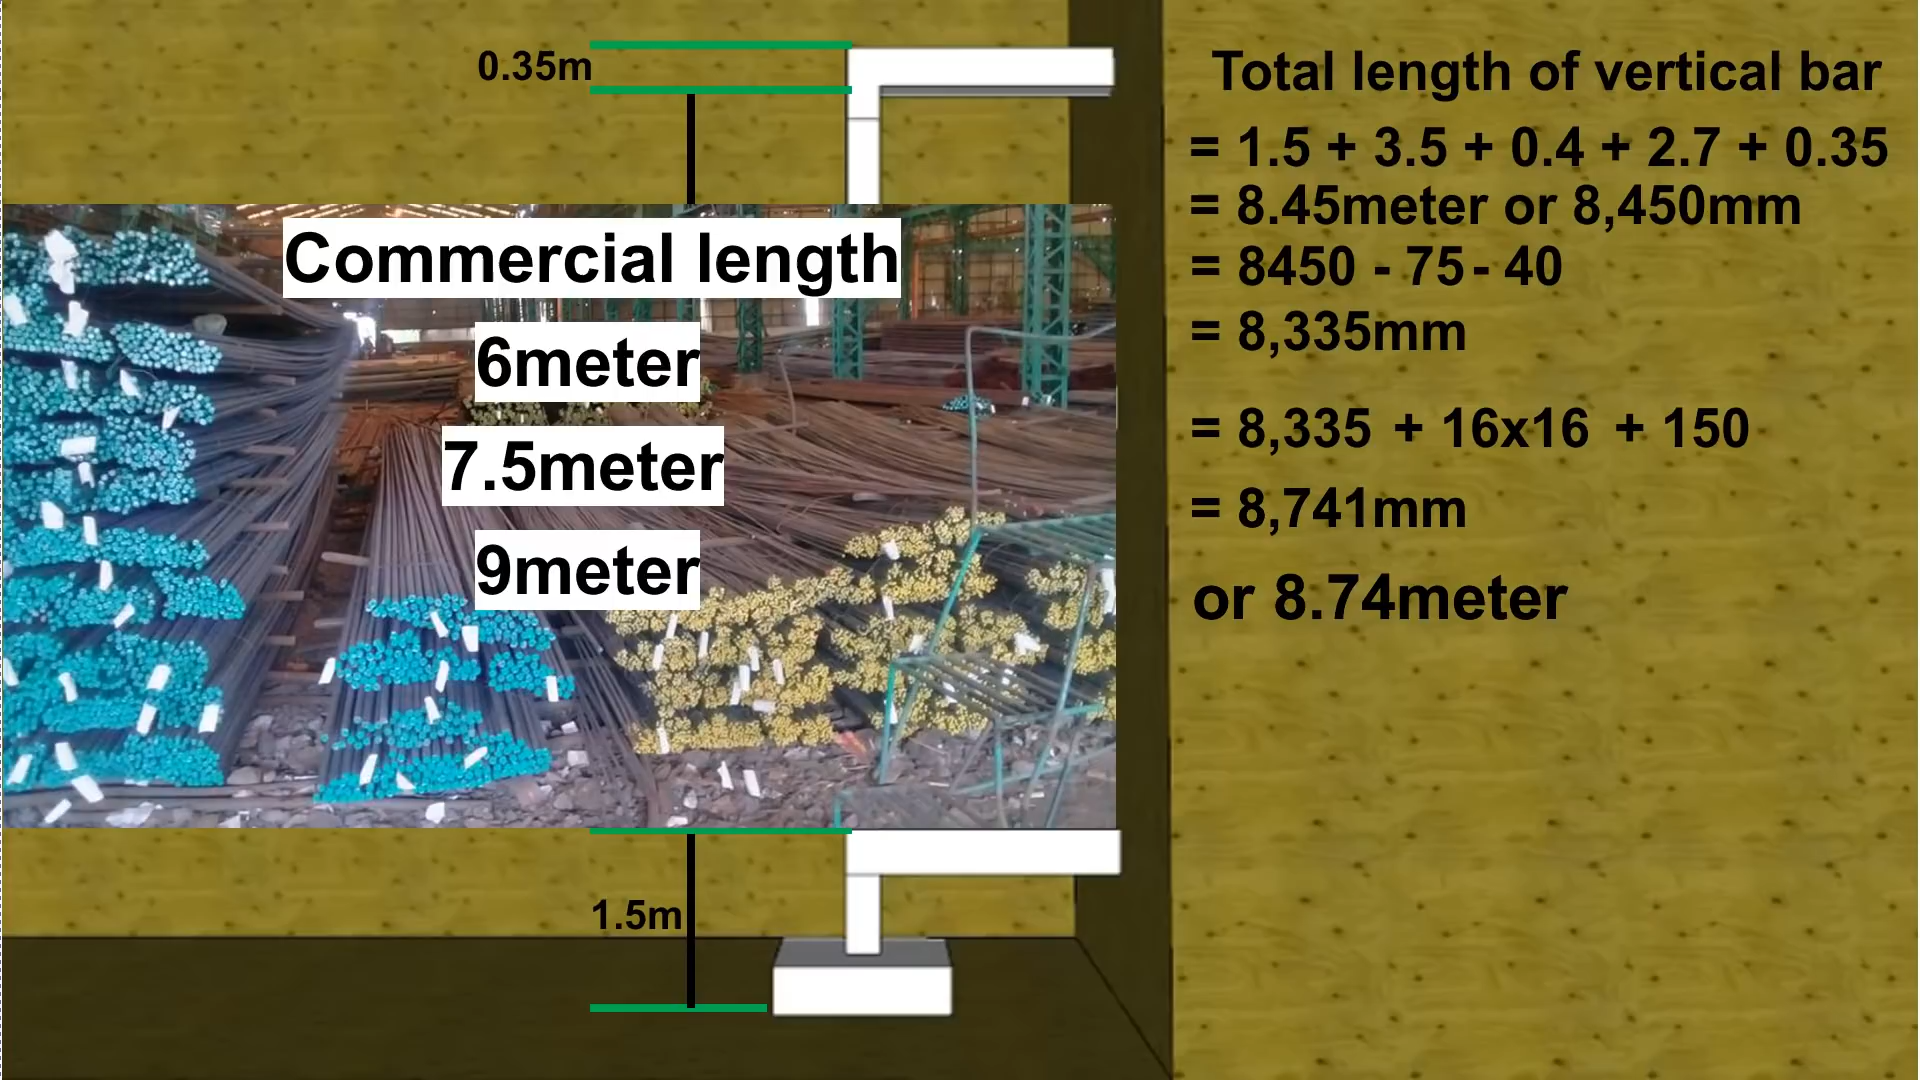 0.35m
Commercial length
6meter
7.5meter
9meter
1.5m
Total length of vertical bar
= 1.5 + 3.5 + 0.4 + 2.7 + 0.35
= 8.45meter or 8,450mm
= 8450 - 75 - 40
= 8,335mm
= 8,335 + 16x16 + 150
= 8,741mm
or 8.74meter